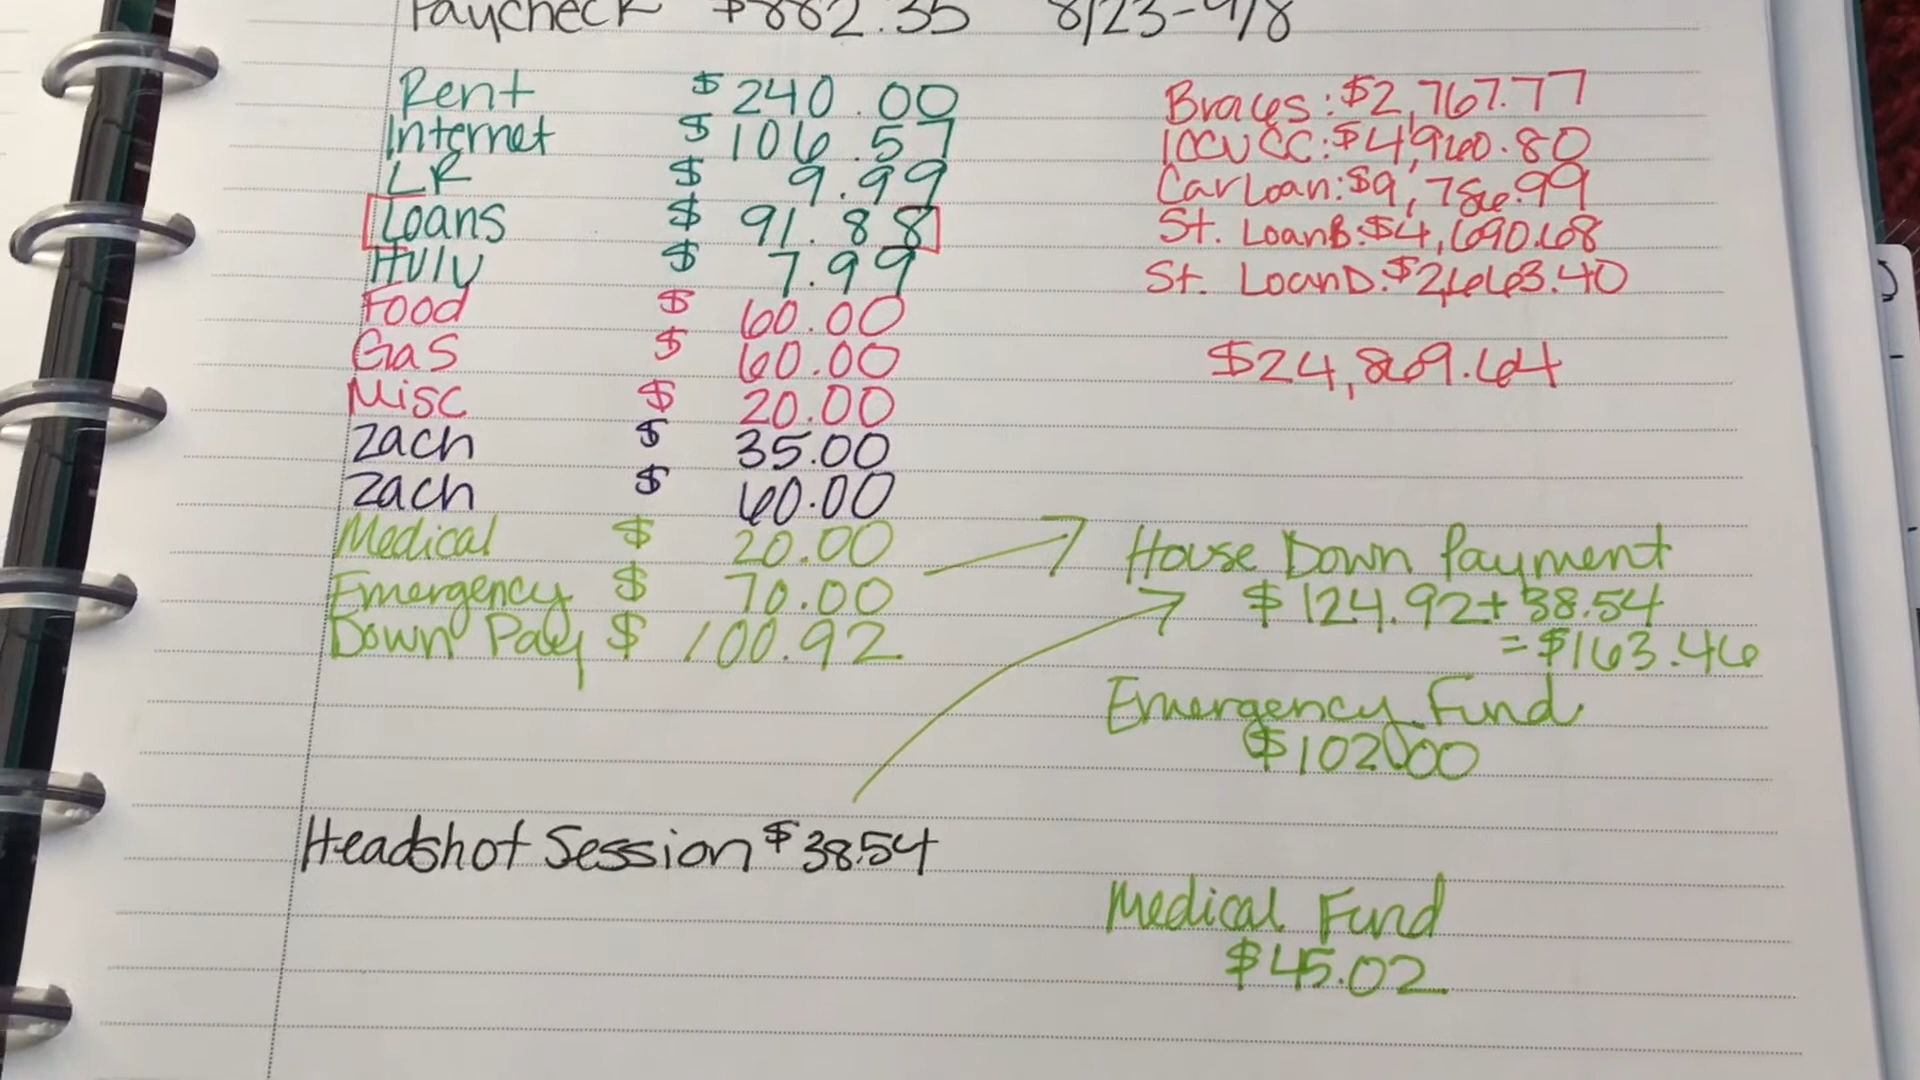 Paycheck $882.35 8/23-9/8
Rent $240.00
Internet $106.57
LR $9.99
Loans $91.88
Hulu $7.99
Food $60.00
Gas $60.00
Misc $20.00
Zach $35.00
Zach $60.00
Medical $20.00
Emergency $70.00
Down Pay $100.92
Headshot Session $38.54
Braces: $2,767.77
ICCU CC: $4,960.80
Car Loan: $9,786.99
St. Loan B: $4,690.68
St. Loan D: $2,663.40
$24,869.64
House Down Payment
$124.92 + 38.54
= $163.46
Emergency Fund
$102.00
Medical Fund
$45.02